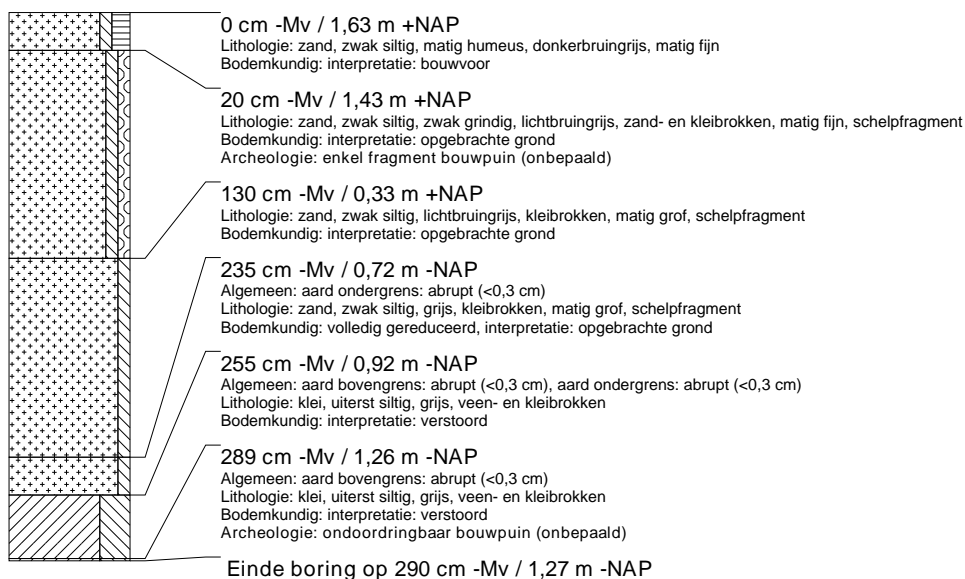 0 cm -Mv / 1,63 m +NAP
Lithologie: zand, zwak siltig, matig humeus, donkerbruingrijs, matig fijn
Bodemkundig: interpretatie: bouwvoor
20 cm -Mv / 1,43 m +NAP
Lithologie: zand, zwak siltig, zwak grindig, lichtbruingrijs, zand- en kleibrokken, matig fijn, schelpfragment
Bodemkundig: interpretatie: opgebrachte grond
Archeologie: enkel fragment bouwpuin (onbepaald)
130 cm -Mv / 0,33 m +NAP
Lithologie: zand, zwak siltig, lichtbruingrijs, kleibrokken, matig grof, schelpfragment
Bodemkundig: interpretatie: opgebrachte grond
235 cm -Mv / 0,72 m -NAP
Algemeen: aard ondergrens: abrupt (<0,3 cm)
Lithologie: zand, zwak siltig, grijs, kleibrokken, matig grof, schelpfragment
Bodemkundig: volledig gereduceerd, interpretatie: opgebrachte grond
255 cm -Mv / 0,92 m -NAP
Algemeen: aard bovengrens: abrupt (<0,3 cm), aard ondergrens: abrupt (<0,3 cm)
Lithologie: klei, uiterst siltig, grijs, veen- en kleibrokken
Bodemkundig: interpretatie: verstoord
289 cm -Mv / 1,26 m -NAP
Algemeen: aard bovengrens: abrupt (<0,3 cm)
Lithologie: klei, uiterst siltig, grijs, veen- en kleibrokken
Bodemkundig: interpretatie: verstoord
Archeologie: ondoordringbaar bouwpuin (onbepaald)
Einde boring op 290 cm -Mv / 1,27 m -NAP